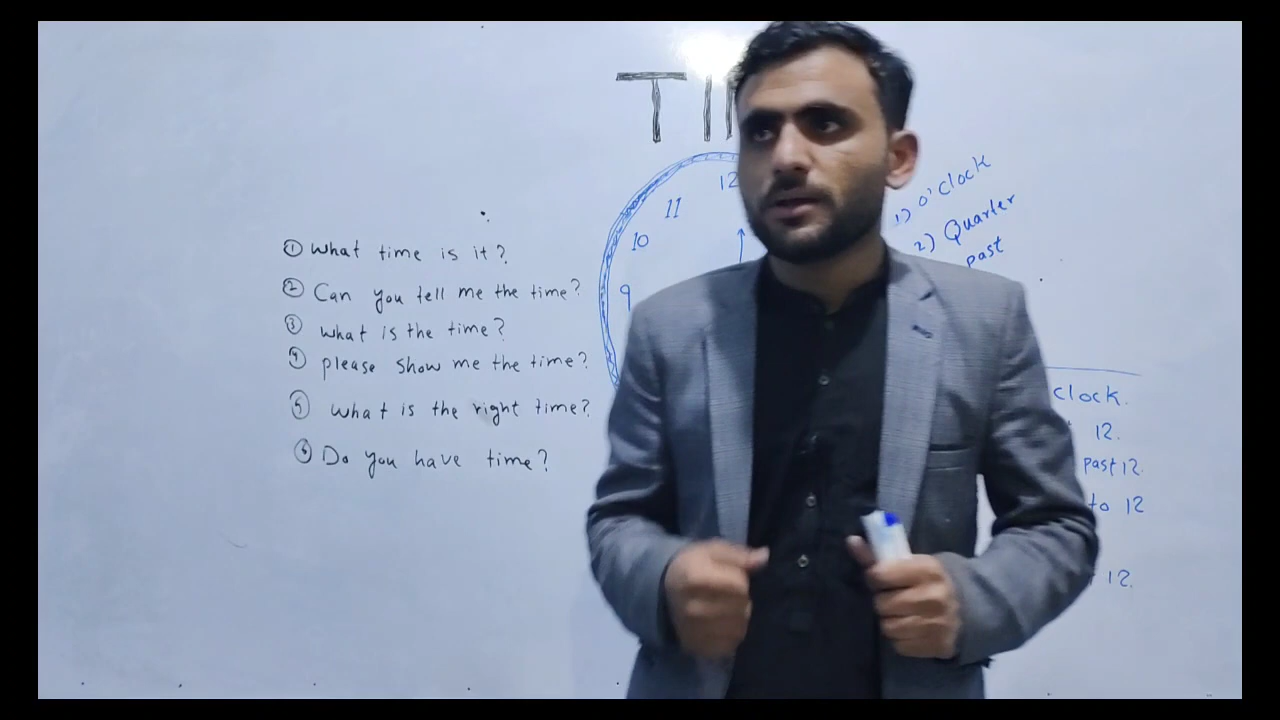 TI
12
11
10
9
① What time is it?
② Can you tell me the time?
③ what is the time?
④ please show me the time?
⑤ What is the right time?
⑥ Do you have time?
1) o'clock
2) Quarter
past
clock.
12.
past 12.
to 12
12.